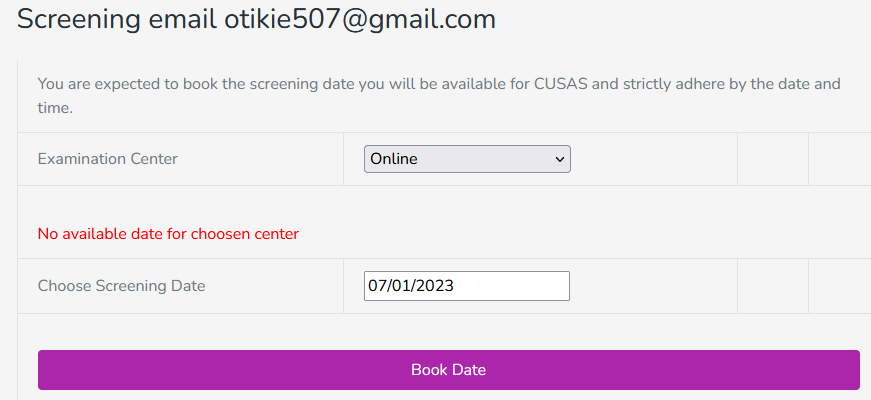 Screening email otikie507@gmail.com
You are expected to book the screening date you will be available for CUSAS and strictly adhere by the date and
time.
Examination Center
Online
No available date for choosen center
Choose Screening Date
07/01/2023
Book Date